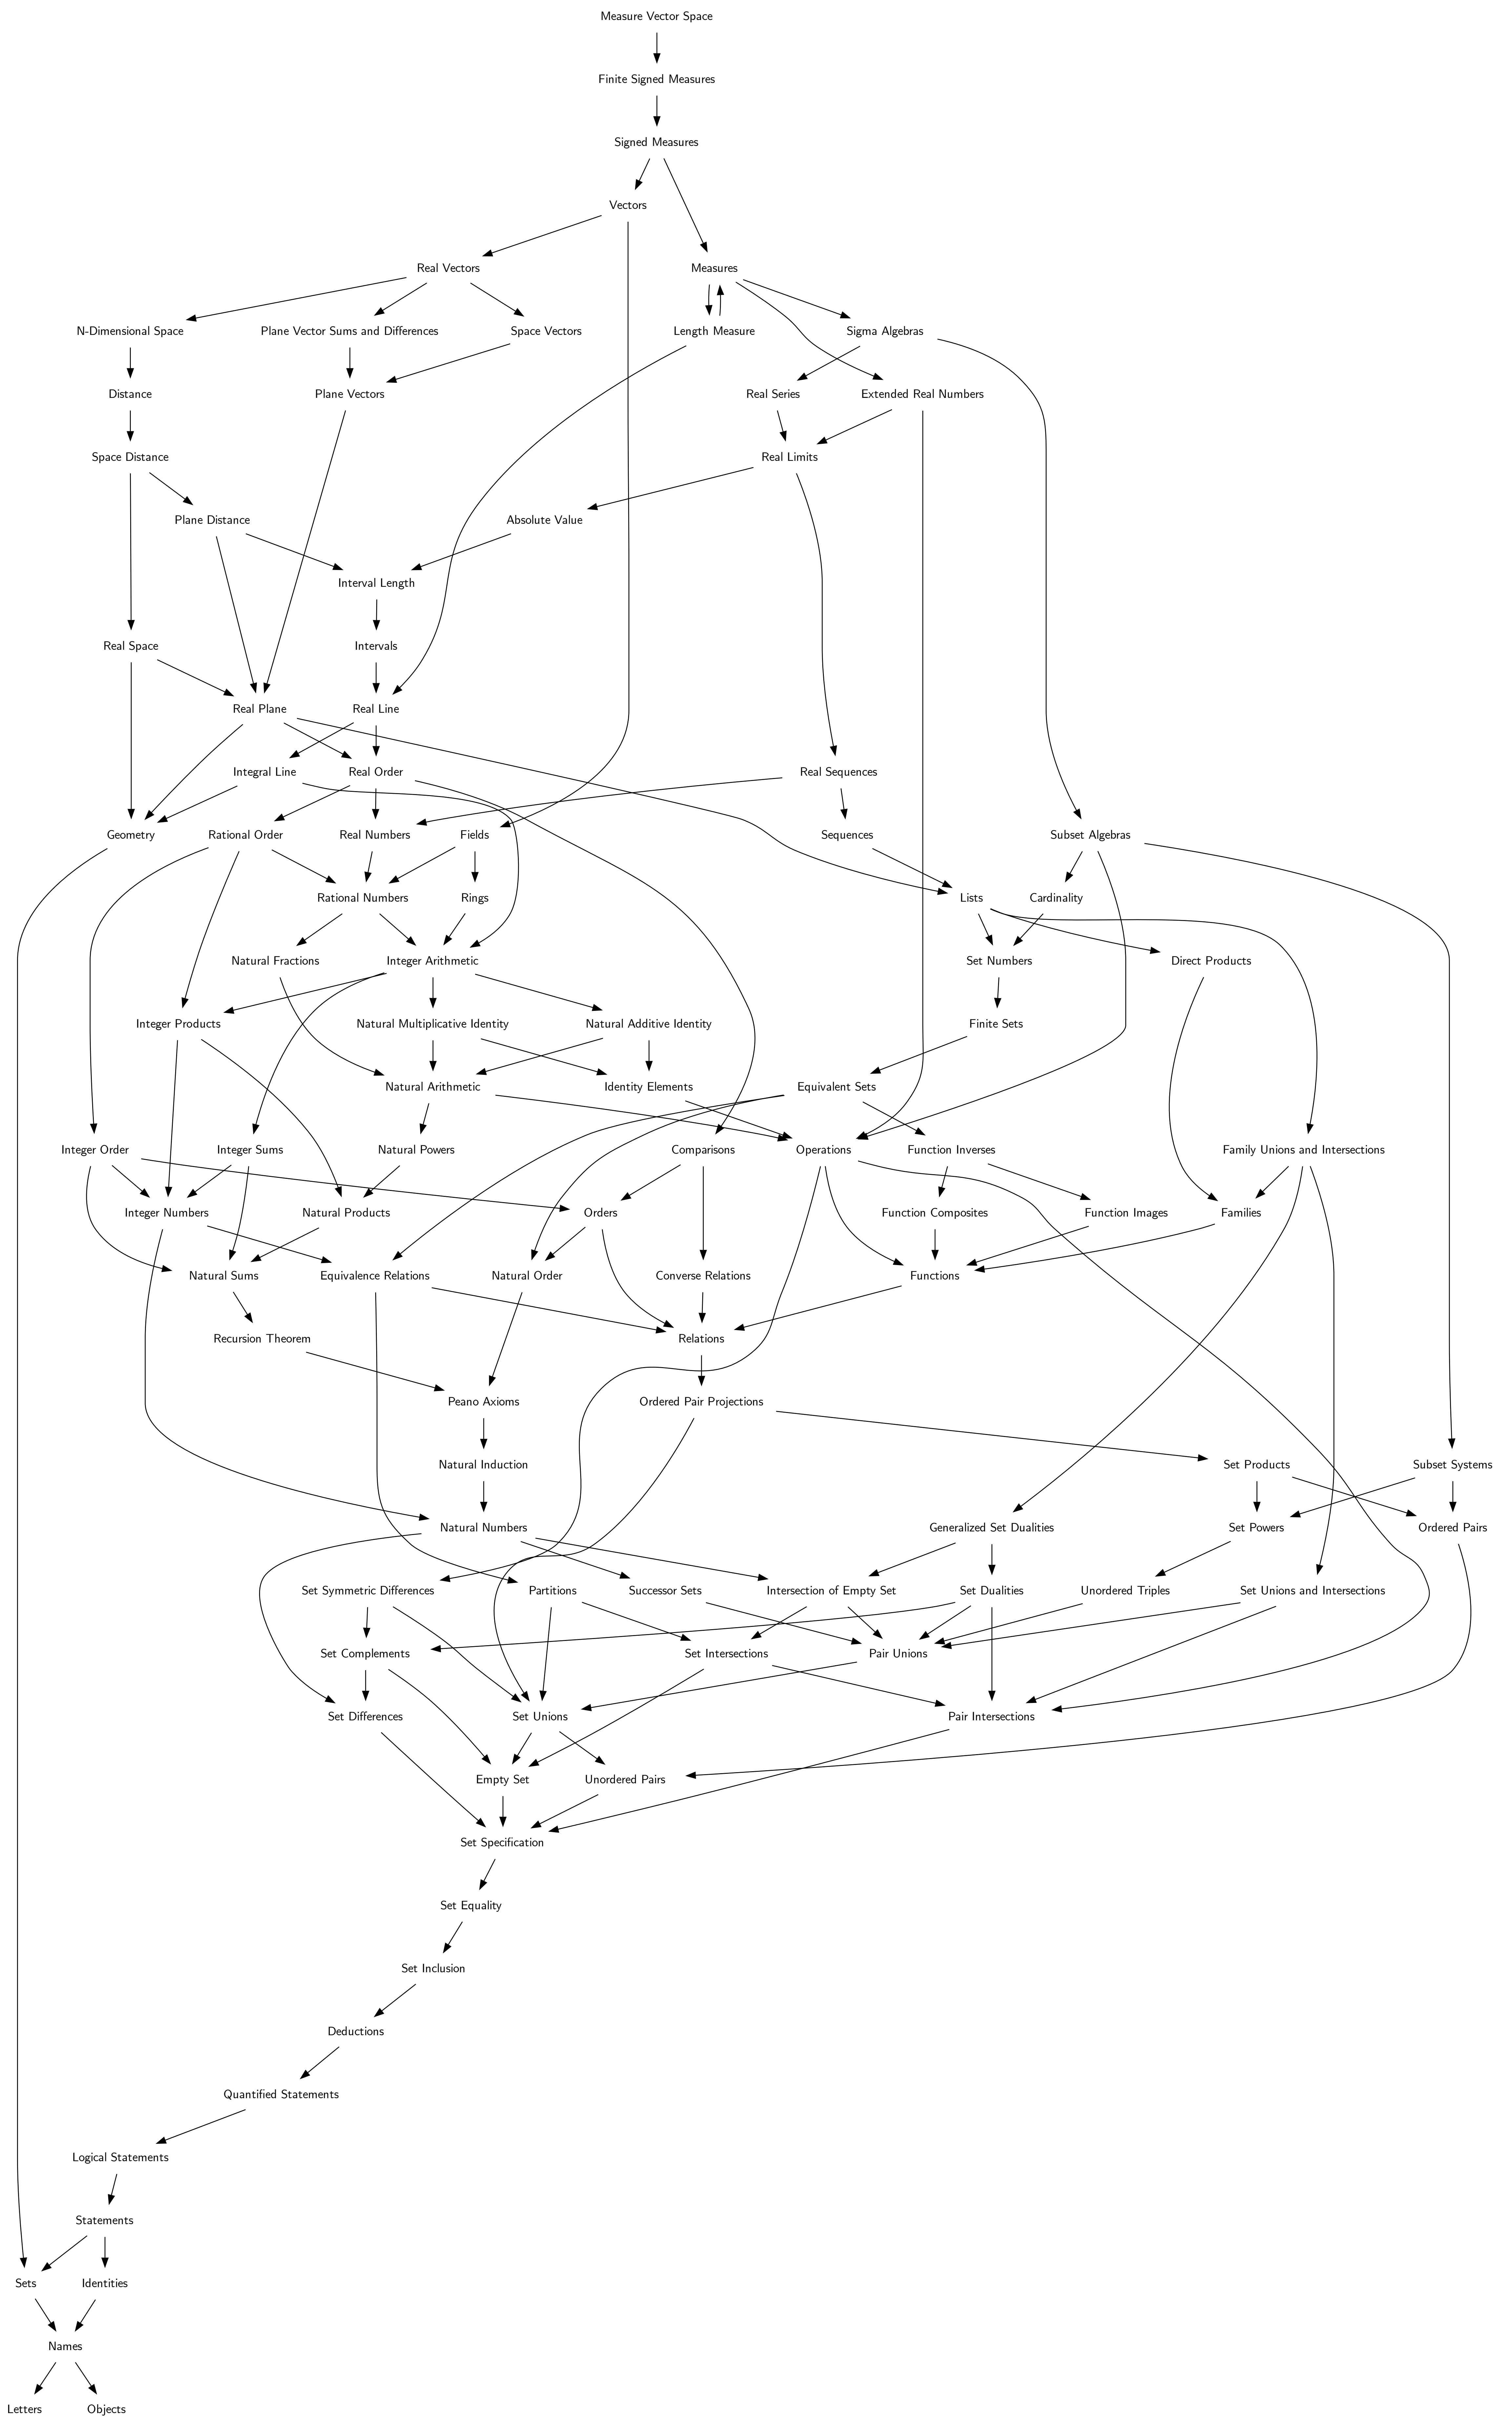 Measure Vector Space
Finite Signed Measures
Signed Measures
Vectors
Real Vectors
Measures
N-Dimensional Space
Plane Vector Sums and Differences
Space Vectors
Length Measure
Sigma Algebras
Distance
Plane Vectors
Real Series
Extended Real Numbers
Space Distance
Real Limits
Plane Distance
Absolute Value
Interval Length
Real Space
Intervals
Real Plane
Real Line
Integral Line
Real Order
Real Sequences
Geometry
Rational Order
Real Numbers
Fields
Sequences
Subset Algebras
Rational Numbers
Rings
Lists
Cardinality
Natural Fractions
Integer Arithmetic
Set Numbers
Direct Products
Integer Products
Natural Multiplicative Identity
Natural Additive Identity
Finite Sets
Natural Arithmetic
Identity Elements
Equivalent Sets
Integer Order
Integer Sums
Natural Powers
Comparisons
Operations
Function Inverses
Family Unions and Intersections
Integer Numbers
Natural Products
Orders
Function Composites
Function Images
Families
Natural Sums
Equivalence Relations
Natural Order
Converse Relations
Functions
Recursion Theorem
Relations
Peano Axioms
Ordered Pair Projections
Natural Induction
Set Products
Subset Systems
Natural Numbers
Generalized Set Dualities
Set Powers
Ordered Pairs
Set Symmetric Differences
Partitions
Successor Sets
Intersection of Empty Set
Set Dualities
Unordered Triples
Set Unions and Intersections
Set Complements
Set Intersections
Pair Unions
Set Differences
Set Unions
Pair Intersections
Empty Set
Unordered Pairs
Set Specification
Set Equality
Set Inclusion
Deductions
Quantified Statements
Logical Statements
Statements
Sets
Identities
Names
Letters
Objects